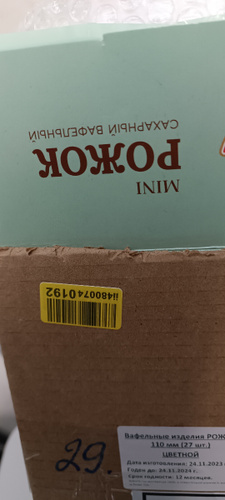 MINI
РОЖОК
САХАРНЫЙ ВАФЕЛЬНЫЙ
ii4800740192
Вафельные изделия РОЖ
110 мм (27 шт.)
ЦВЕТНОЙ
Дата изготовления: 24.11.2023
Годен до: 24.11.2024 г.
Срок годности: 12 месяцев.
29.